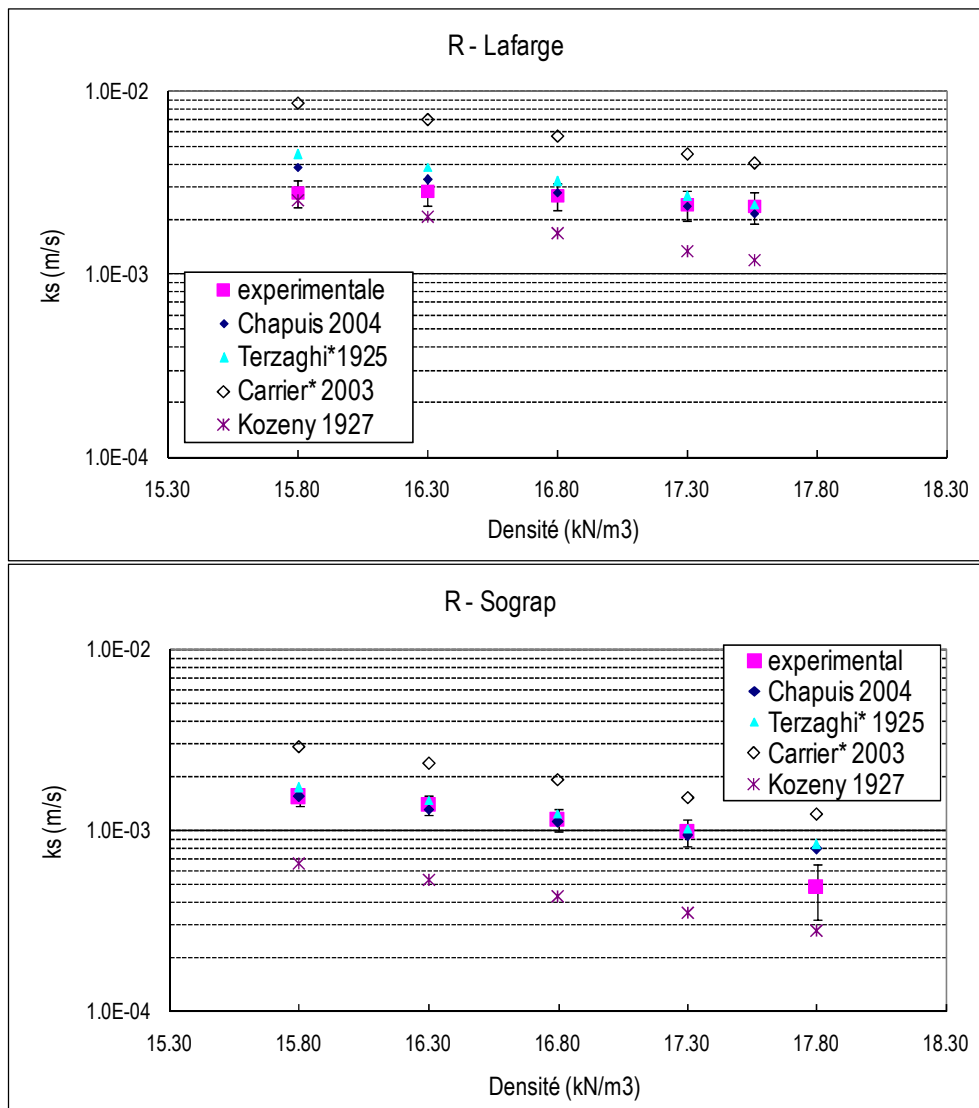 R - Lafarge
1.0E-02
1.0E-03
1.0E-04
ks (m/s)
experimentale
Chapuis 2004
Terzaghi*1925
Carrier* 2003
Kozeny 1927
15.30 15.80 16.30 16.80 17.30 17.80 18.30
Densité (kN/m3)
R - Sograp
1.0E-02
1.0E-03
1.0E-04
ks (m/s)
experimental
Chapuis 2004
Terzaghi* 1925
Carrier* 2003
Kozeny 1927
15.30 15.80 16.30 16.80 17.30 17.80 18.30
Densité (kN/m3)